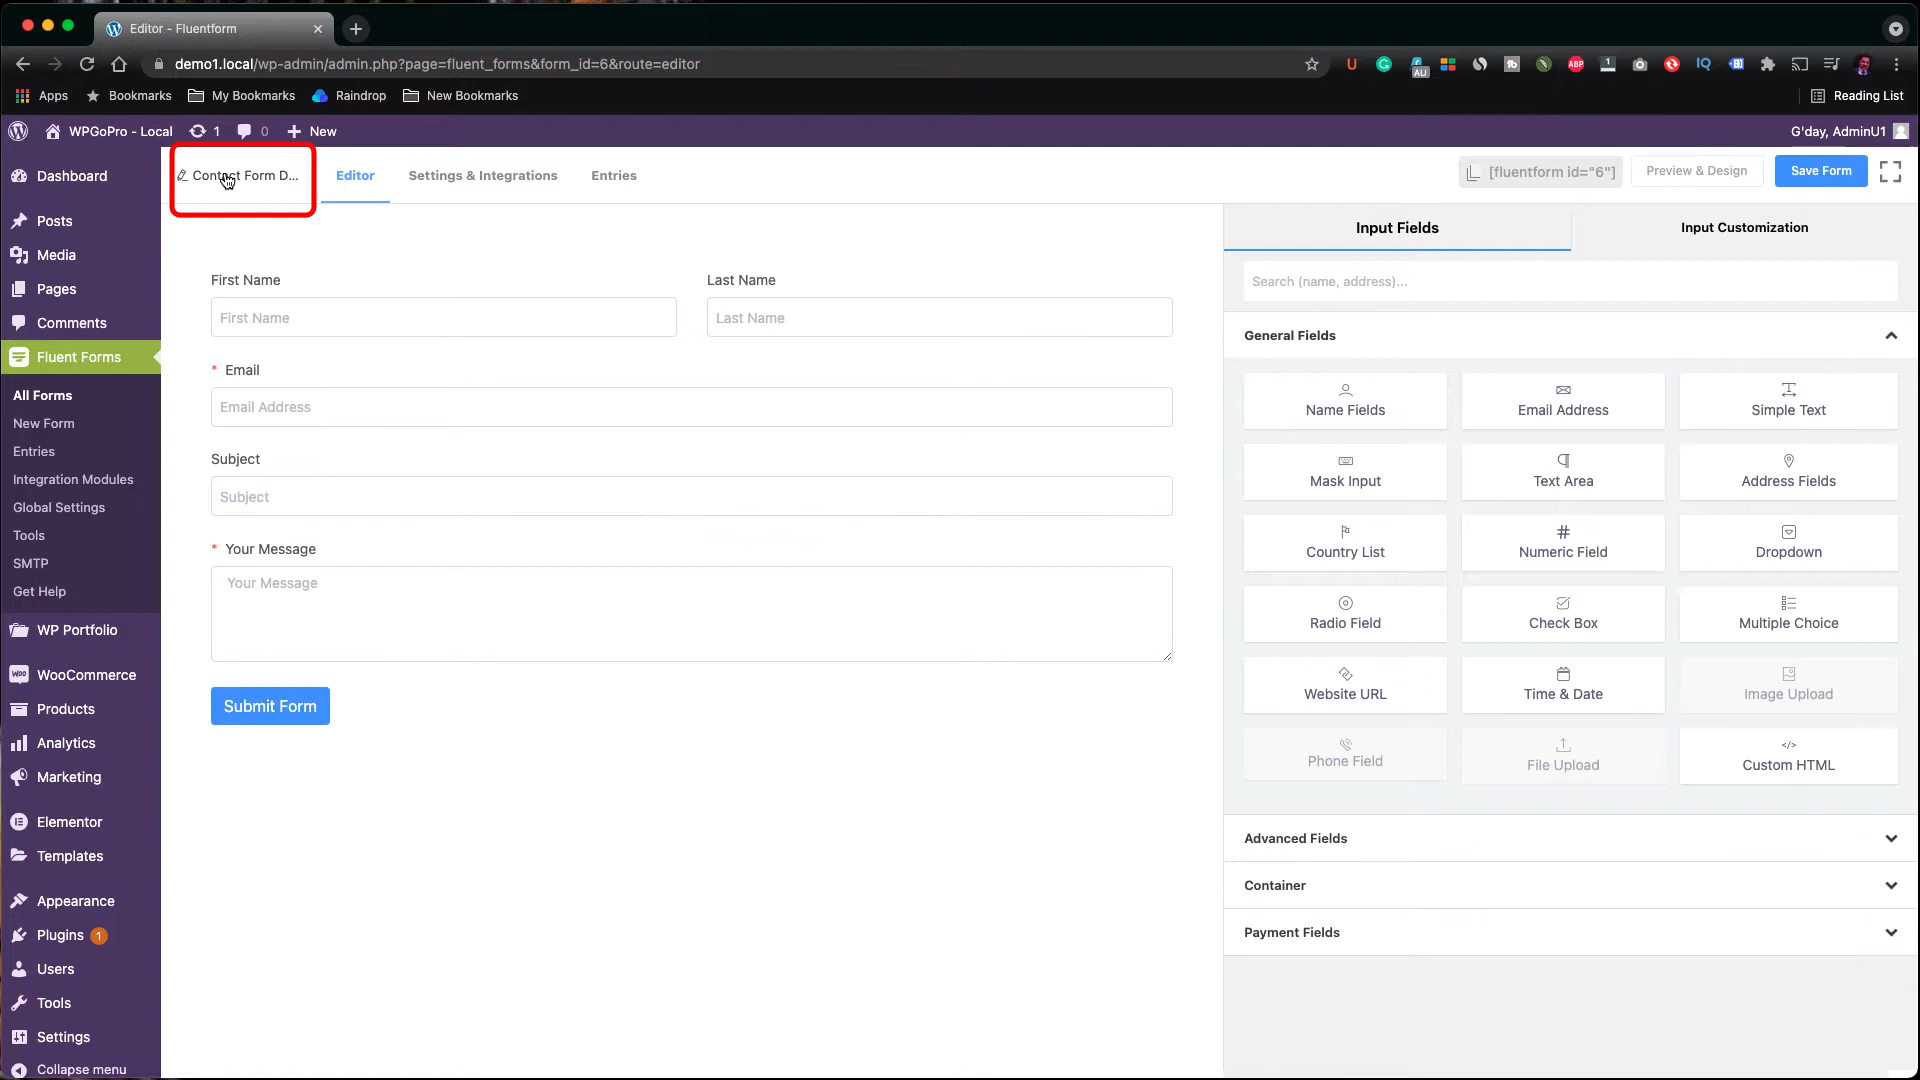 Editor - Fluentform
demo1.local/wp-admin/admin.php?page=fluent_forms&form_id=6&route=editor
Apps
Bookmarks
My Bookmarks
Raindrop
New Bookmarks
Reading List
WPGoPro - Local
1
0
New
G'day, AdminU1
Dashboard
Posts
Media
Pages
Comments
Fluent Forms
All Forms
New Form
Entries
Integration Modules
Global Settings
Tools
SMTP
Get Help
WP Portfolio
WooCommerce
Products
Analytics
Marketing
Elementor
Templates
Appearance
Plugins 1
Users
Tools
Settings
Collapse menu
Contact Form D...
Editor
Settings & Integrations
Entries
[fluentform id="6"]
Preview & Design
Save Form
First Name
First Name
Last Name
Last Name
* Email
Email Address
Subject
Subject
* Your Message
Your Message
Submit Form
Input Fields
Input Customization
Search (name, address)...
General Fields
Name Fields
Email Address
Simple Text
Mask Input
Text Area
Address Fields
Country List
Numeric Field
Dropdown
Radio Field
Check Box
Multiple Choice
Website URL
Time & Date
Image Upload
Phone Field
File Upload
Custom HTML
Advanced Fields
Container
Payment Fields